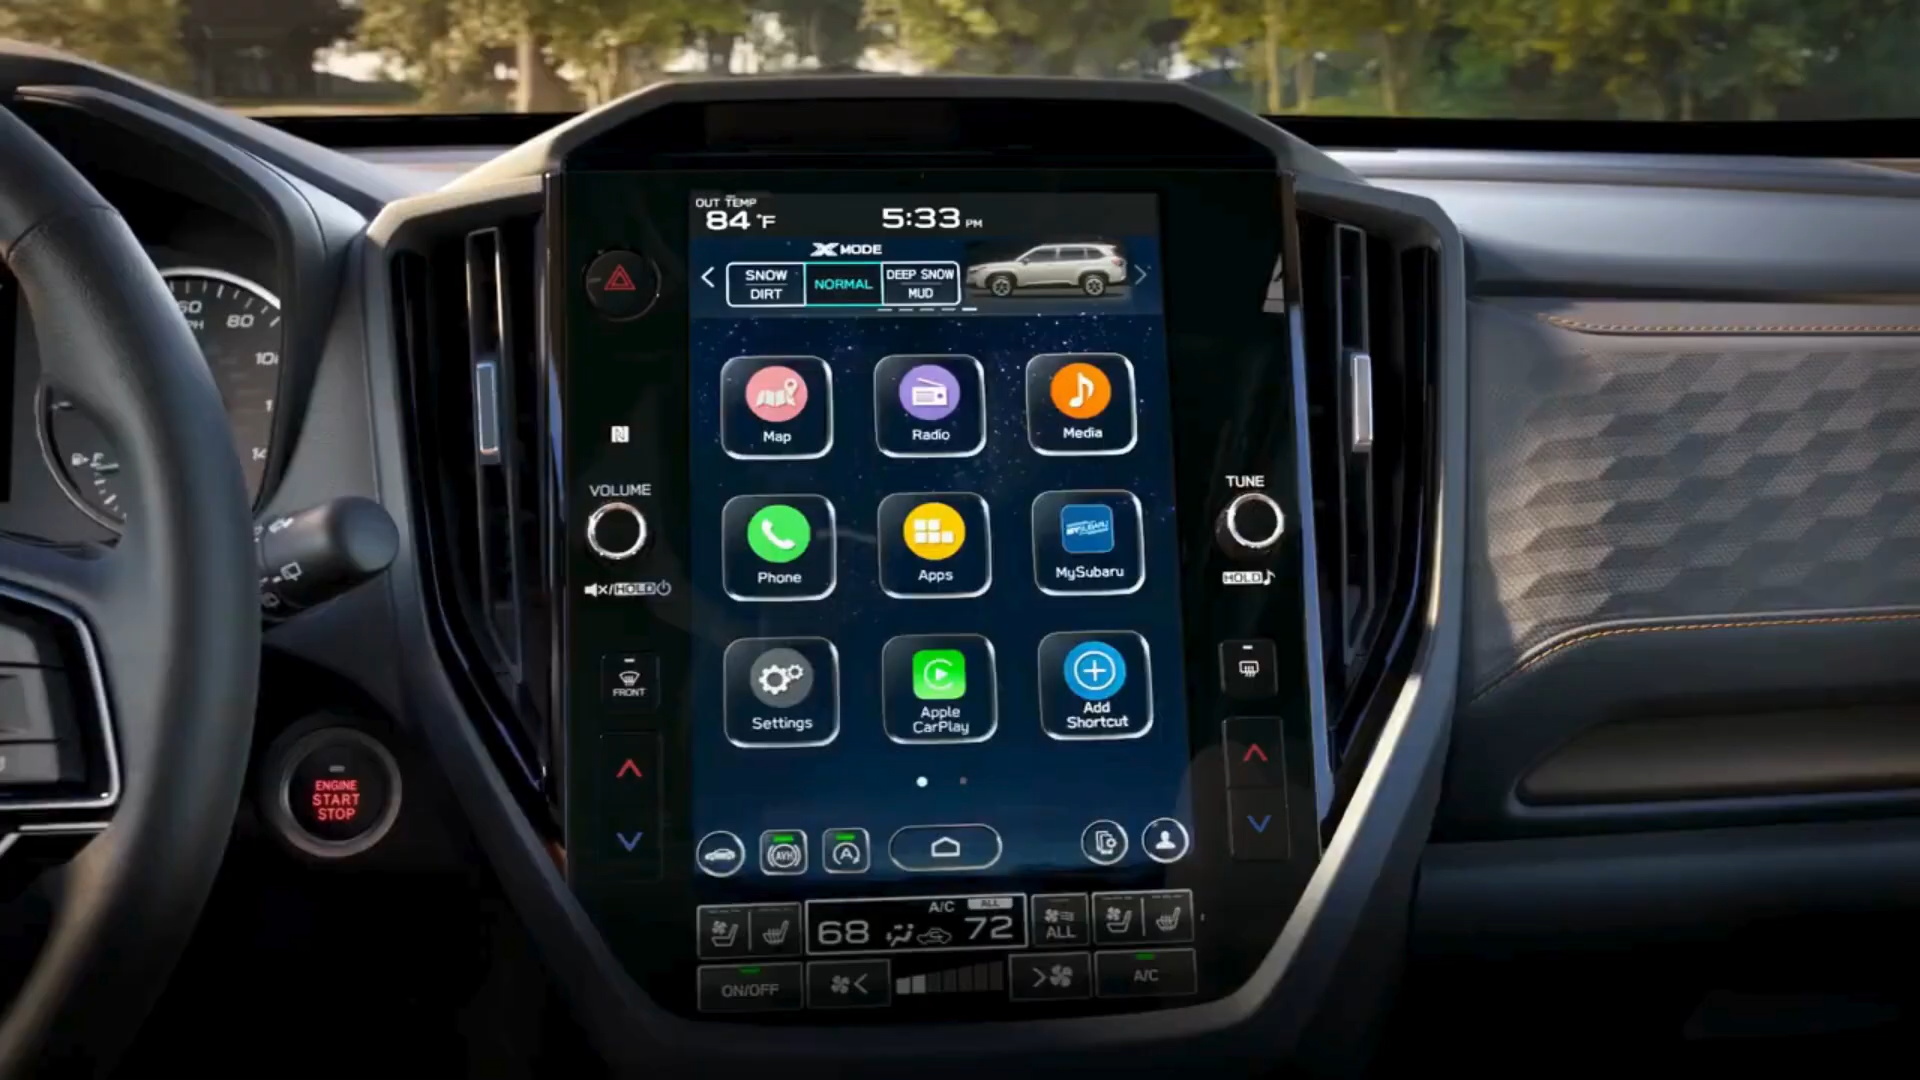 OUT TEMP
84 °F
5:33 PM
X MODE
SNOW
DIRT
NORMAL
DEEP SNOW
MUD
80
Map
Radio
Media
VOLUME
TUNE
HOLD
HOLD
Phone
Apps
MySubaru
FRONT
Settings
Apple
CarPlay
Add
Shortcut
ENGINE
START
STOP
AVH
A
A/C ALL
68
72
ALL
ON/OFF
A/C